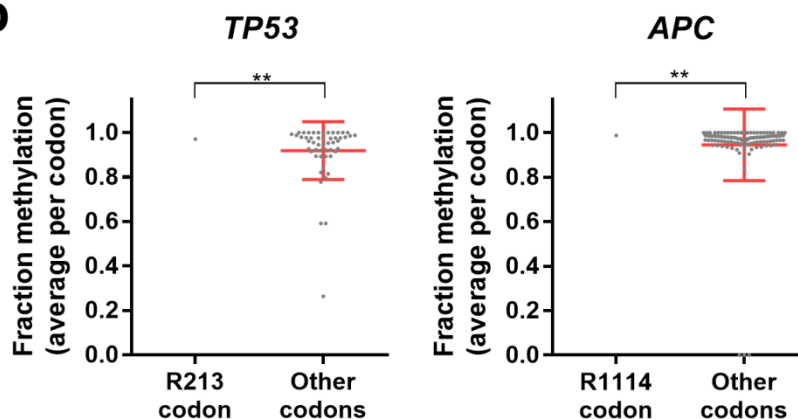 TP53
APC
**
**
Fraction methylation
(average per codon)
1.0
0.8
0.6
0.4
0.2
0.0
R213
codon
Other
codons
Fraction methylation
(average per codon)
1.0
0.8
0.6
0.4
0.2
0.0
R1114
codon
Other
codons